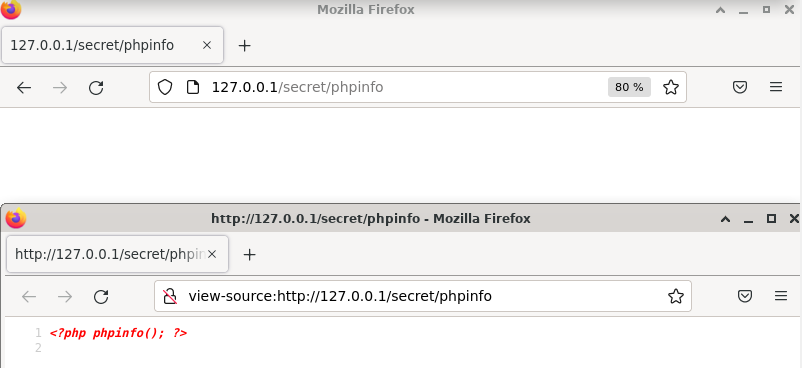 Mozilla Firefox
127.0.0.1/secret/phpinfo
127.0.0.1/secret/phpinfo
80 %
http://127.0.0.1/secret/phpinfo - Mozilla Firefox
http://127.0.0.1/secret/phpin
view-source:http://127.0.0.1/secret/phpinfo
1 <?php phpinfo(); ?>
2